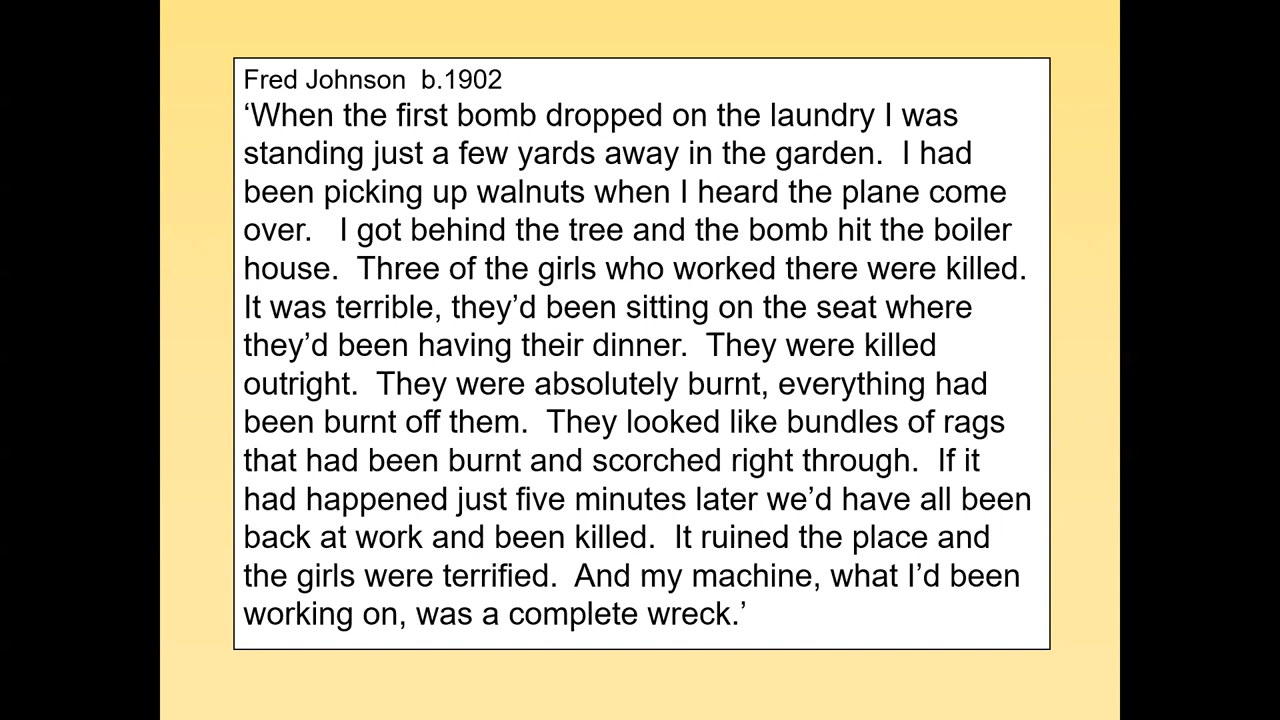 Fred Johnson  b.1902
‘When the first bomb dropped on the laundry I was
standing just a few yards away in the garden.  I had
been picking up walnuts when I heard the plane come
over.   I got behind the tree and the bomb hit the boiler
house.  Three of the girls who worked there were killed.
It was terrible, they’d been sitting on the seat where
they’d been having their dinner.  They were killed
outright.  They were absolutely burnt, everything had
been burnt off them.  They looked like bundles of rags
that had been burnt and scorched right through.  If it
had happened just five minutes later we’d have all been
back at work and been killed.  It ruined the place and
the girls were terrified.  And my machine, what I’d been
working on, was a complete wreck.’